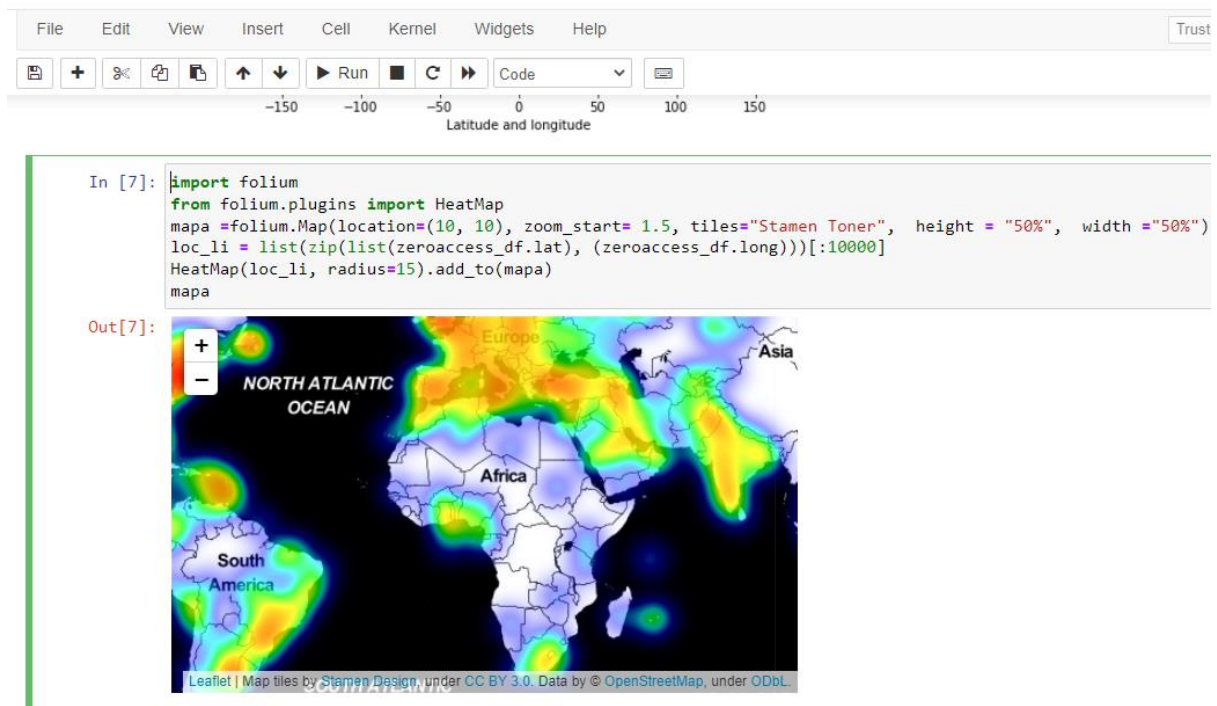 File Edit View Insert Cell Kernel Widgets Help Trust
Run Code
−150 −100 −50 0 50 100 150
Latitude and longitude
In [7]: import folium
from folium.plugins import HeatMap
mapa =folium.Map(location=(10, 10), zoom_start= 1.5, tiles="Stamen Toner",  height = "50%",  width ="50%")
loc_li = list(zip(list(zeroaccess_df.lat), (zeroaccess_df.long)))[:10000]
HeatMap(loc_li, radius=15).add_to(mapa)
mapa
Out[7]:
+
−
Europe
Asia
NORTH ATLANTIC
OCEAN
Africa
South
America
SOUTH ATLANTIC
Leaflet | Map tiles by Stamen Design, under CC BY 3.0. Data by © OpenStreetMap, under ODbL.